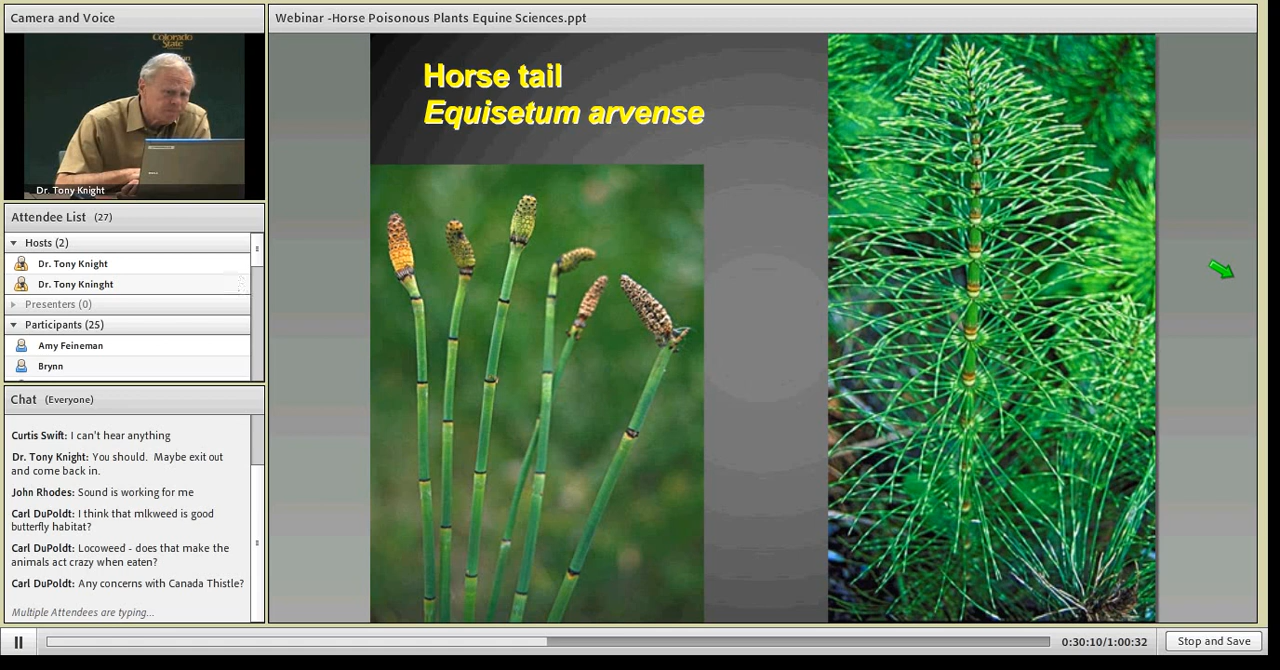 Camera and Voice
Colorado
State
Dr. Tony Knight
Attendee List (27)
Hosts (2)
Dr. Tony Knight
Dr. Tony Kninght
Presenters (0)
Participants (25)
Amy Feineman
Brynn
Chat (Everyone)
Curtis Swift: I can't hear anything
Dr. Tony Knight: You should. Maybe exit out
and come back in.
John Rhodes: Sound is working for me
Carl DuPoldt: I think that mlkweed is good
butterfly habitat?
Carl DuPoldt: Locoweed - does that make the
animals act crazy when eaten?
Carl DuPoldt: Any concerns with Canada Thistle?
Multiple Attendees are typing...
Webinar -Horse Poisonous Plants Equine Sciences.ppt
Horse tail
Equisetum arvense
0:30:10/1:00:32
Stop and Save